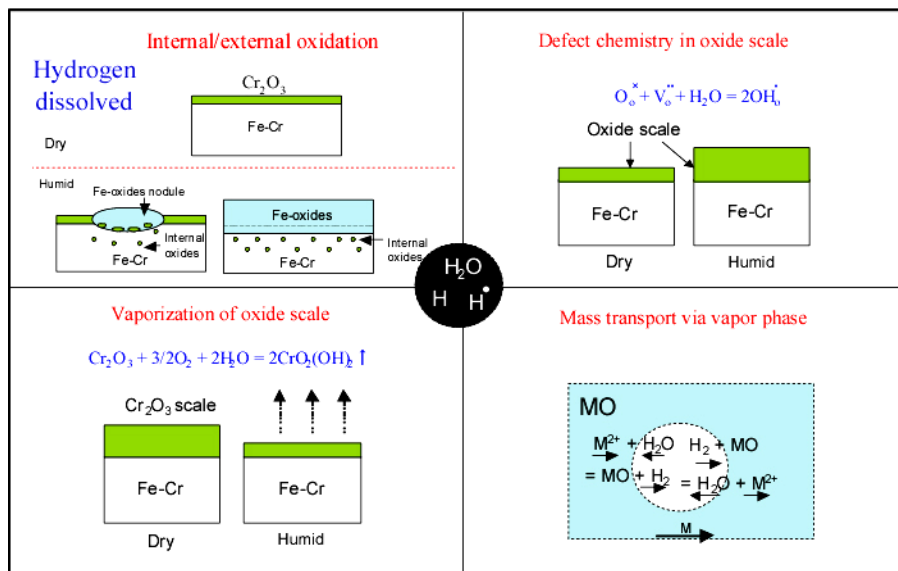 Internal/external oxidation
Hydrogen
dissolved
Cr₂O₃
Fe-Cr
Dry
Humid
Fe-oxides nodule
Internal
oxides
Fe-Cr
Fe-oxides
Internal
oxides
Fe-Cr
Defect chemistry in oxide scale
Oₒˣ + Vₒ¨ + H₂O = 2OHₒ˙
Oxide scale
Fe-Cr
Fe-Cr
Dry
Humid
H₂O
H H•
Vaporization of oxide scale
Cr₂O₃ + 3/2O₂ + 2H₂O = 2CrO₂(OH)₂ ↑
Cr₂O₃ scale
Fe-Cr
Fe-Cr
Dry
Humid
Mass transport via vapor phase
MO
M²⁺ + H₂O H₂ + MO
= MO + H₂ = H₂O + M²⁺
M